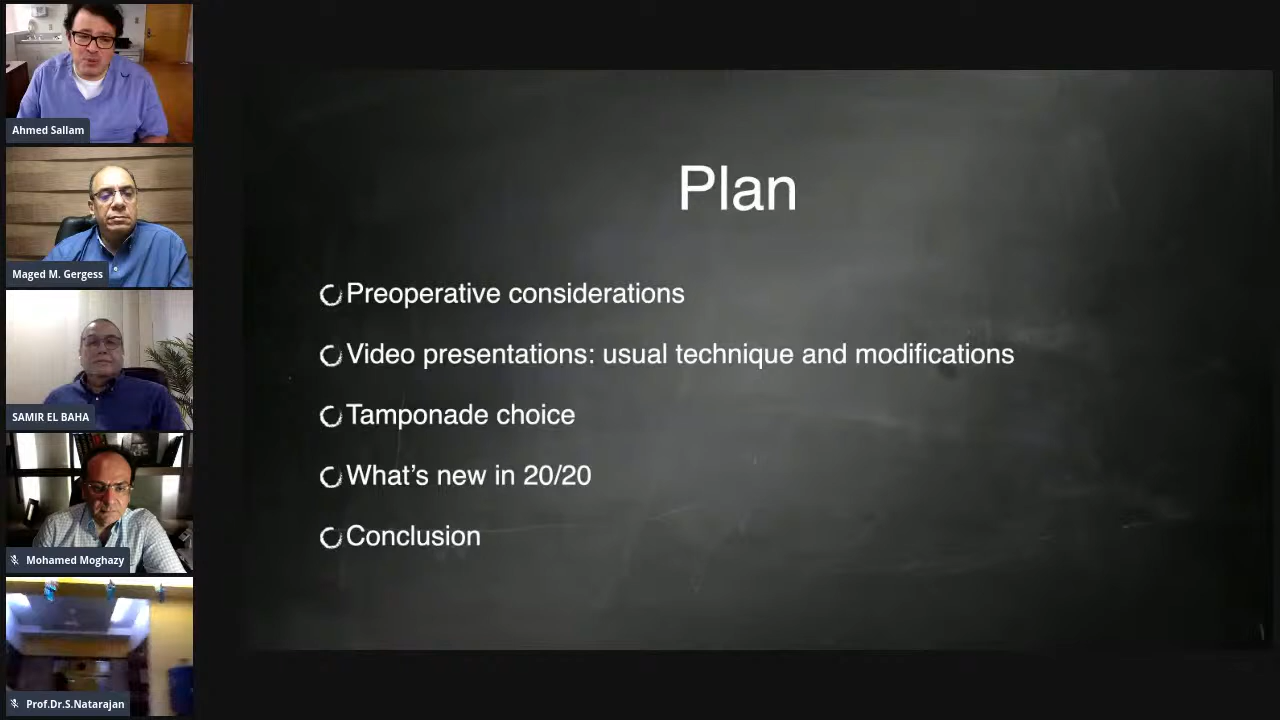 Ahmed Sallam
Maged M. Gergess
SAMIR EL BAHA
Mohamed Moghazy
Prof.Dr.S.Natarajan
Plan
Preoperative considerations
Video presentations: usual technique and modifications
Tamponade choice
What’s new in 20/20
Conclusion